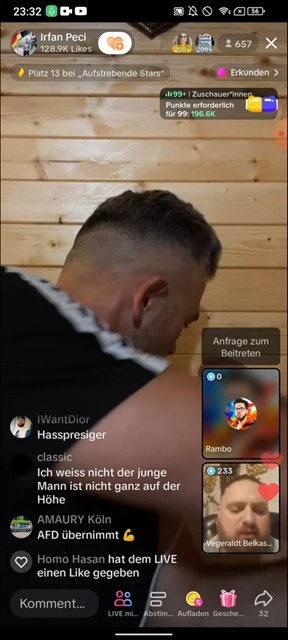 23:32
56
Irfan Peci
128.9K Likes
200+
200+
657
Platz 13 bei „Aufstrebende Stars“
Erkunden >
99+ | Zuschauer*innen
Punkte erforderlich
für 99: 196.6K
Anfrage zum
Beitreten
0
Rambo
233
Vegeraldt Belkas...
iWantDior
Hasspresiger
classic
Ich weiss nicht der junge
Mann ist nicht ganz auf der
Höhe
AMAURY Köln
AFD übernimmt 💪
Homo Hasan hat dem LIVE
einen Like gegeben
Komment...
LIVE mi...
Abstim...
Aufladen
Gesche...
32